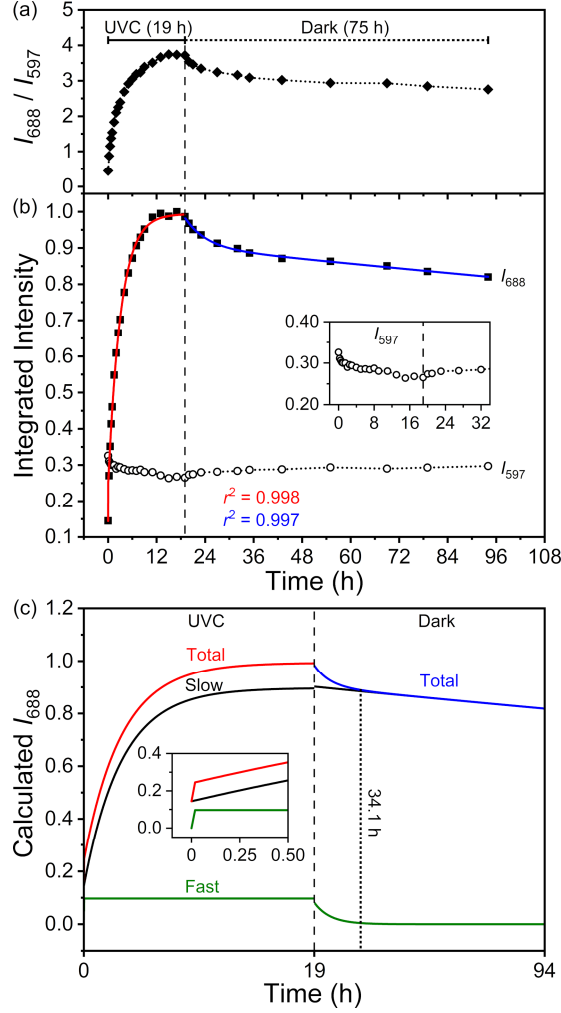 (a)
UVC (19 h)
Dark (75 h)
5
4
3
2
1
0
I688 / I597
(b)
1.0
0.9
0.8
0.7
0.6
0.5
0.4
0.3
0.2
0.1
Integrated Intensity
I688
I597
0.40
0.30
0.20
0 8 16 24 32
I597
r² = 0.998
r² = 0.997
0 12 24 36 48 60 72 84 96 108
Time (h)
(c)
1.2
1.0
0.8
0.6
0.4
0.2
0.0
Calculated I688
UVC
Dark
Total
Slow
Total
0.4
0.2
0.0
0.00 0.25 0.50
34.1 h
Fast
0 19 94
Time (h)